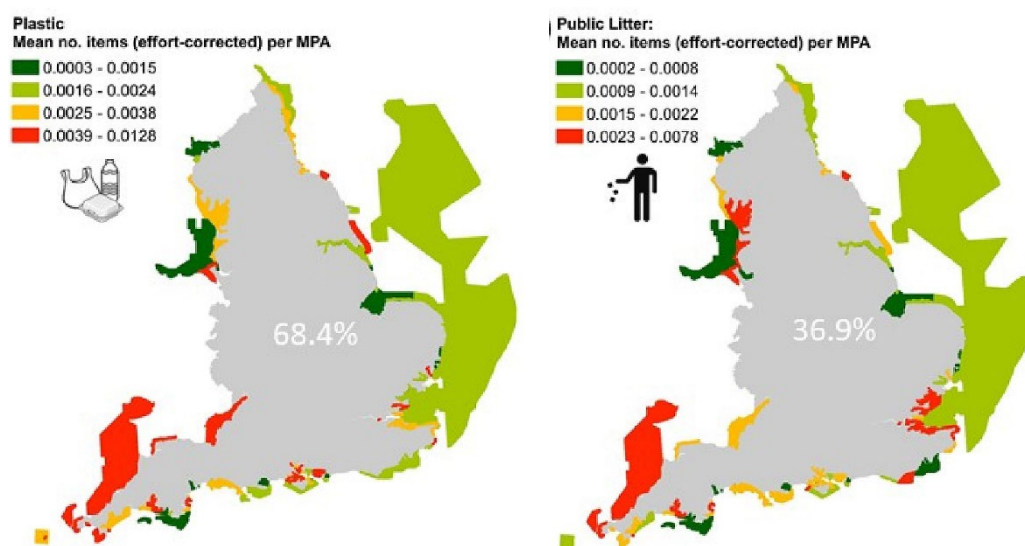 Plastic
Mean no. items (effort-corrected) per MPA
0.0003 - 0.0015
0.0016 - 0.0024
0.0025 - 0.0038
0.0039 - 0.0128
68.4%
Public Litter:
Mean no. items (effort-corrected) per MPA
0.0002 - 0.0008
0.0009 - 0.0014
0.0015 - 0.0022
0.0023 - 0.0078
36.9%